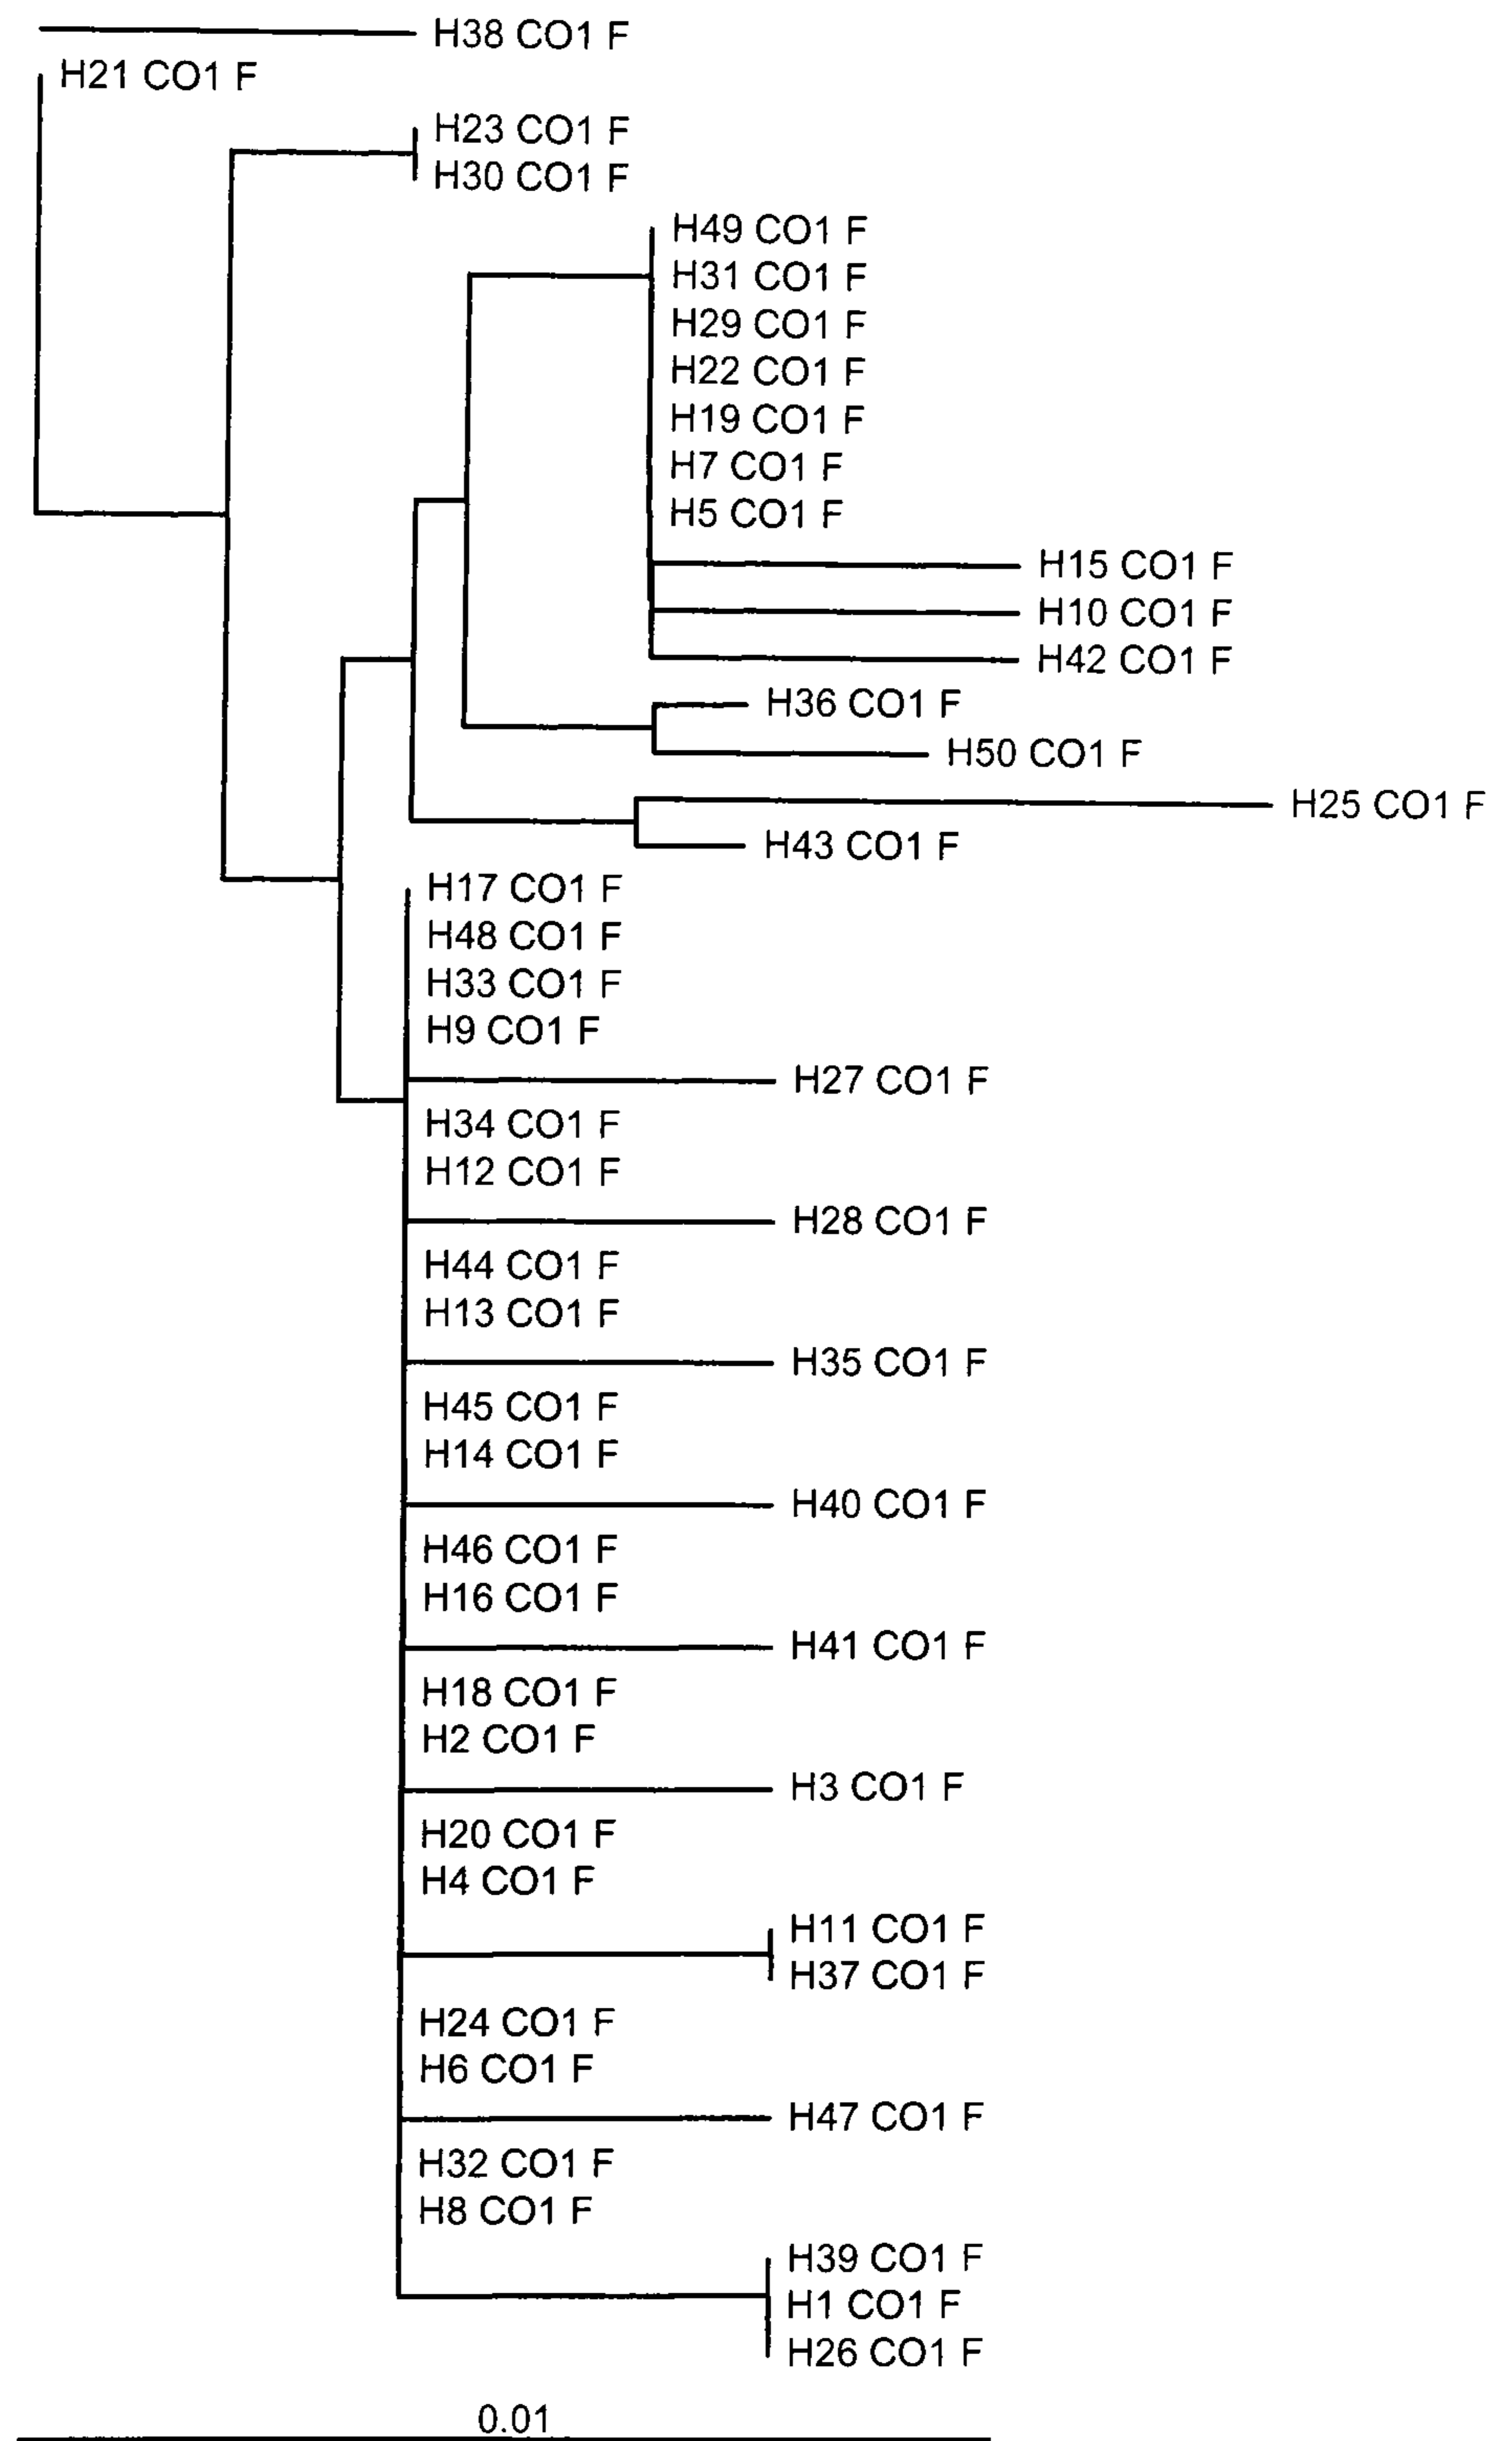 H38 CO1 F
H21 CO1 F
H23 CO1 F
H30 CO1 F
H49 CO1 F
H31 CO1 F
H29 CO1 F
H22 CO1 F
H19 CO1 F
H7 CO1 F
H5 CO1 F
H15 CO1 F
H10 CO1 F
H42 CO1 F
H36 CO1 F
H50 CO1 F
H25 CO1 F
H43 CO1 F
H17 CO1 F
H48 CO1 F
H33 CO1 F
H9 CO1 F
H27 CO1 F
H34 CO1 F
H12 CO1 F
H28 CO1 F
H44 CO1 F
H13 CO1 F
H35 CO1 F
H45 CO1 F
H14 CO1 F
H40 CO1 F
H46 CO1 F
H16 CO1 F
H41 CO1 F
H18 CO1 F
H2 CO1 F
H3 CO1 F
H20 CO1 F
H4 CO1 F
H11 CO1 F
H37 CO1 F
H24 CO1 F
H6 CO1 F
H47 CO1 F
H32 CO1 F
H8 CO1 F
H39 CO1 F
H1 CO1 F
H26 CO1 F
0.01